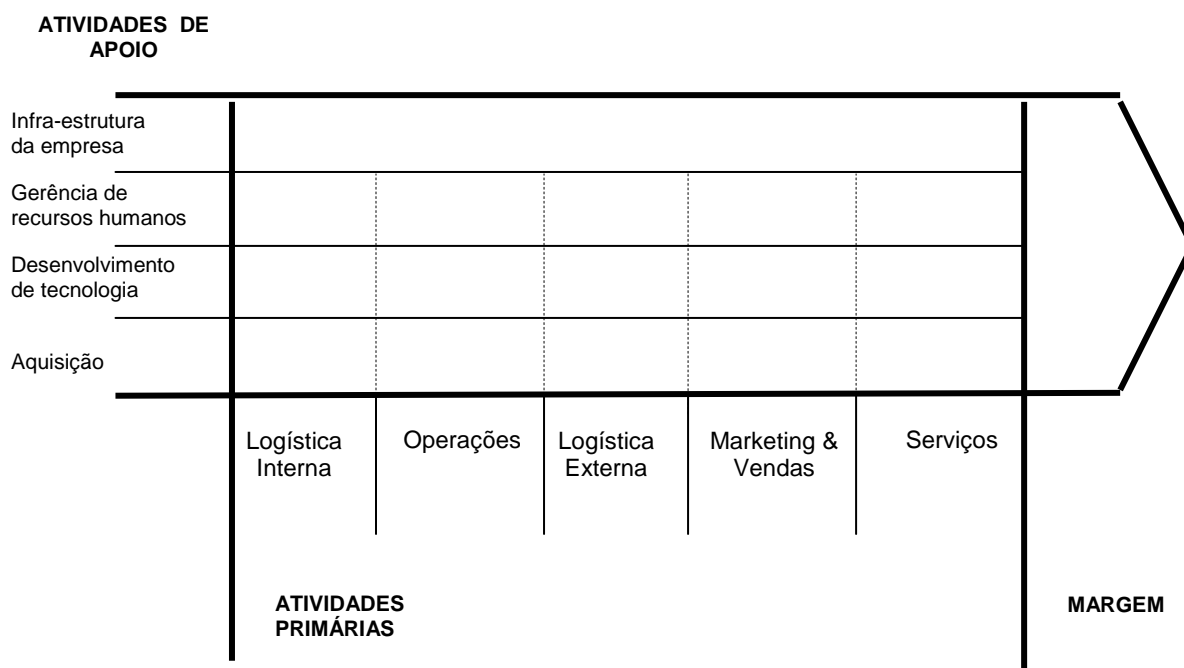 ATIVIDADES DE
APOIO
Infra-estrutura
da empresa
Gerência de
recursos humanos
Desenvolvimento
de tecnologia
Aquisição
Logística
Interna
Operações
Logística
Externa
Marketing &
Vendas
Serviços
ATIVIDADES
PRIMÁRIAS
MARGEM